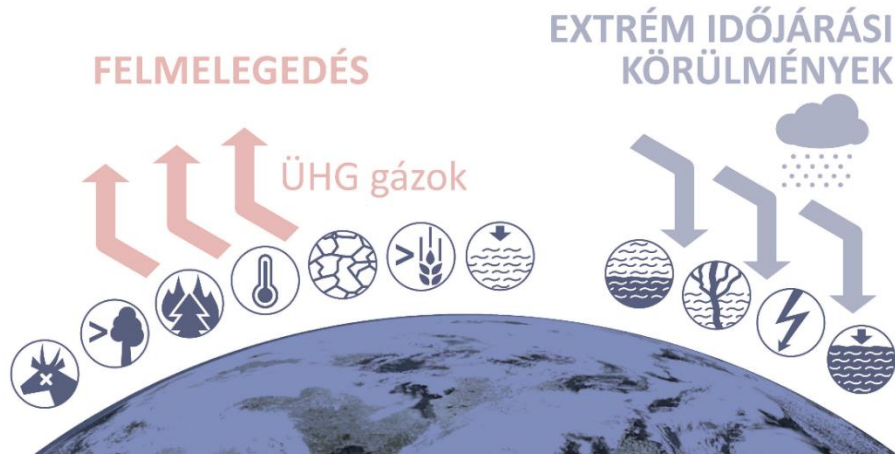 FELMELEGEDÉS
ÜHG gázok
EXTRÉM IDŐJÁRÁSI
KÖRÜLMÉNYEK